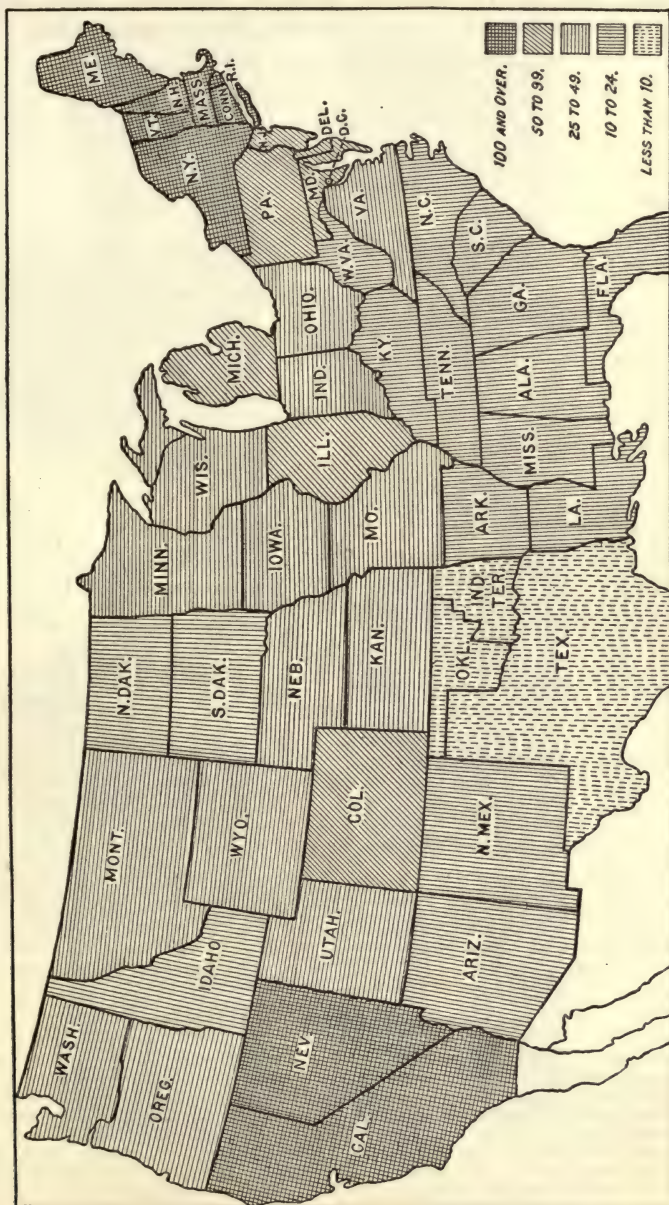 WASH.
OREG.
CAL.
NEV.
IDAHO
MONT.
WYO.
UTAH.
COL.
ARIZ.
N.MEX.
N.DAK.
S.DAK.
NEB.
KAN.
OKL.
IND.
TER.
TEX.
MINN.
IOWA.
MO.
ARK.
LA.
WIS.
ILL.
MICH.
IND.
OHIO.
KY.
TENN.
MISS.
ALA.
GA.
FLA.
S.C.
N.C.
VA.
W.VA.
MD.
DEL.
D.C.
PA.
N.Y.
VT.
N.H.
MASS.
CONN.
R.I.
ME.
100 AND OVER.
50 TO 99.
25 TO 49.
10 TO 24.
LESS THAN 10.